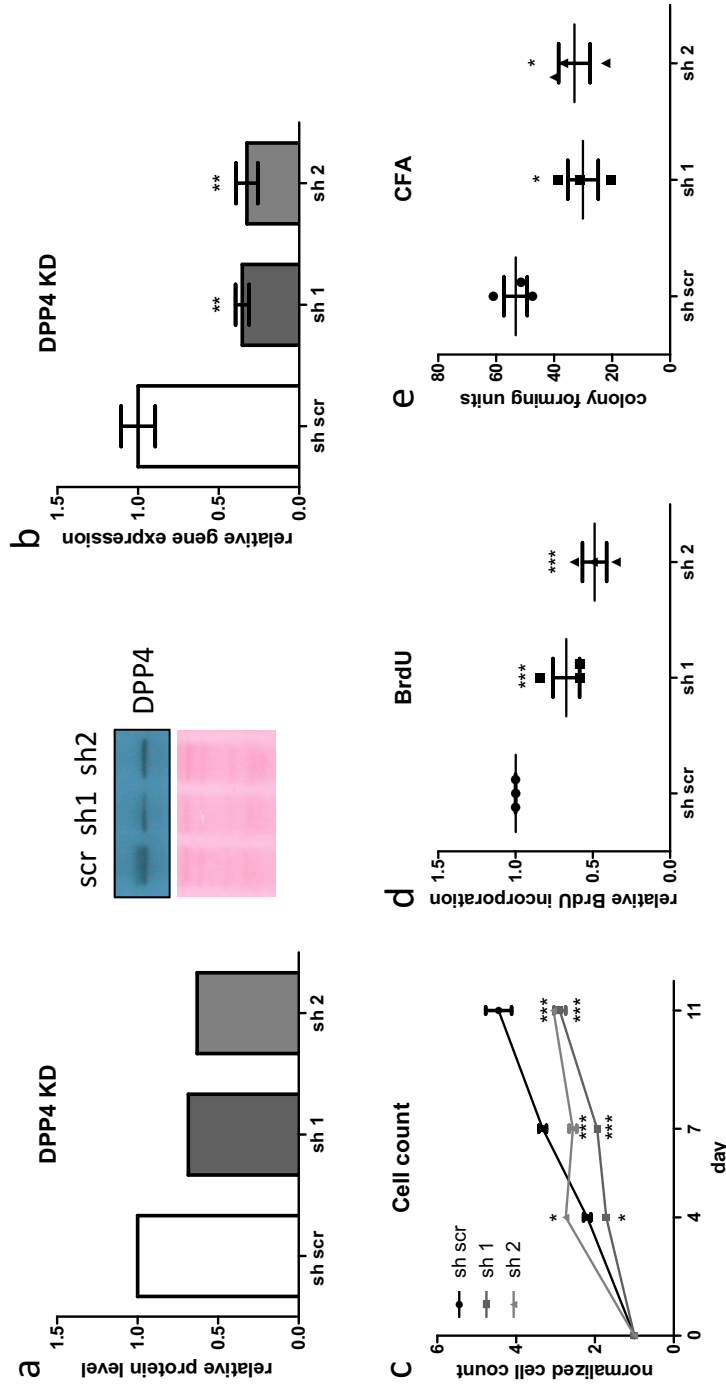 a
DPP4 KD
relative protein level
1.5
1.0
0.5
0.0
sh scr
sh 1
sh 2
scr sh1 sh2
DPP4
b
DPP4 KD
relative gene expression
1.5
1.0
0.5
0.0
**
**
sh scr
sh 1
sh 2
c
Cell count
normalized cell count
6
4
2
0
sh scr
sh 1
sh 2
*
*
***
***
***
***
0
4
7
11
day
d
BrdU
relative BrdU incorporation
1.5
1.0
0.5
0.0
***
***
sh scr
sh 1
sh 2
e
CFA
colony forming units
80
60
40
20
0
*
*
sh scr
sh 1
sh 2